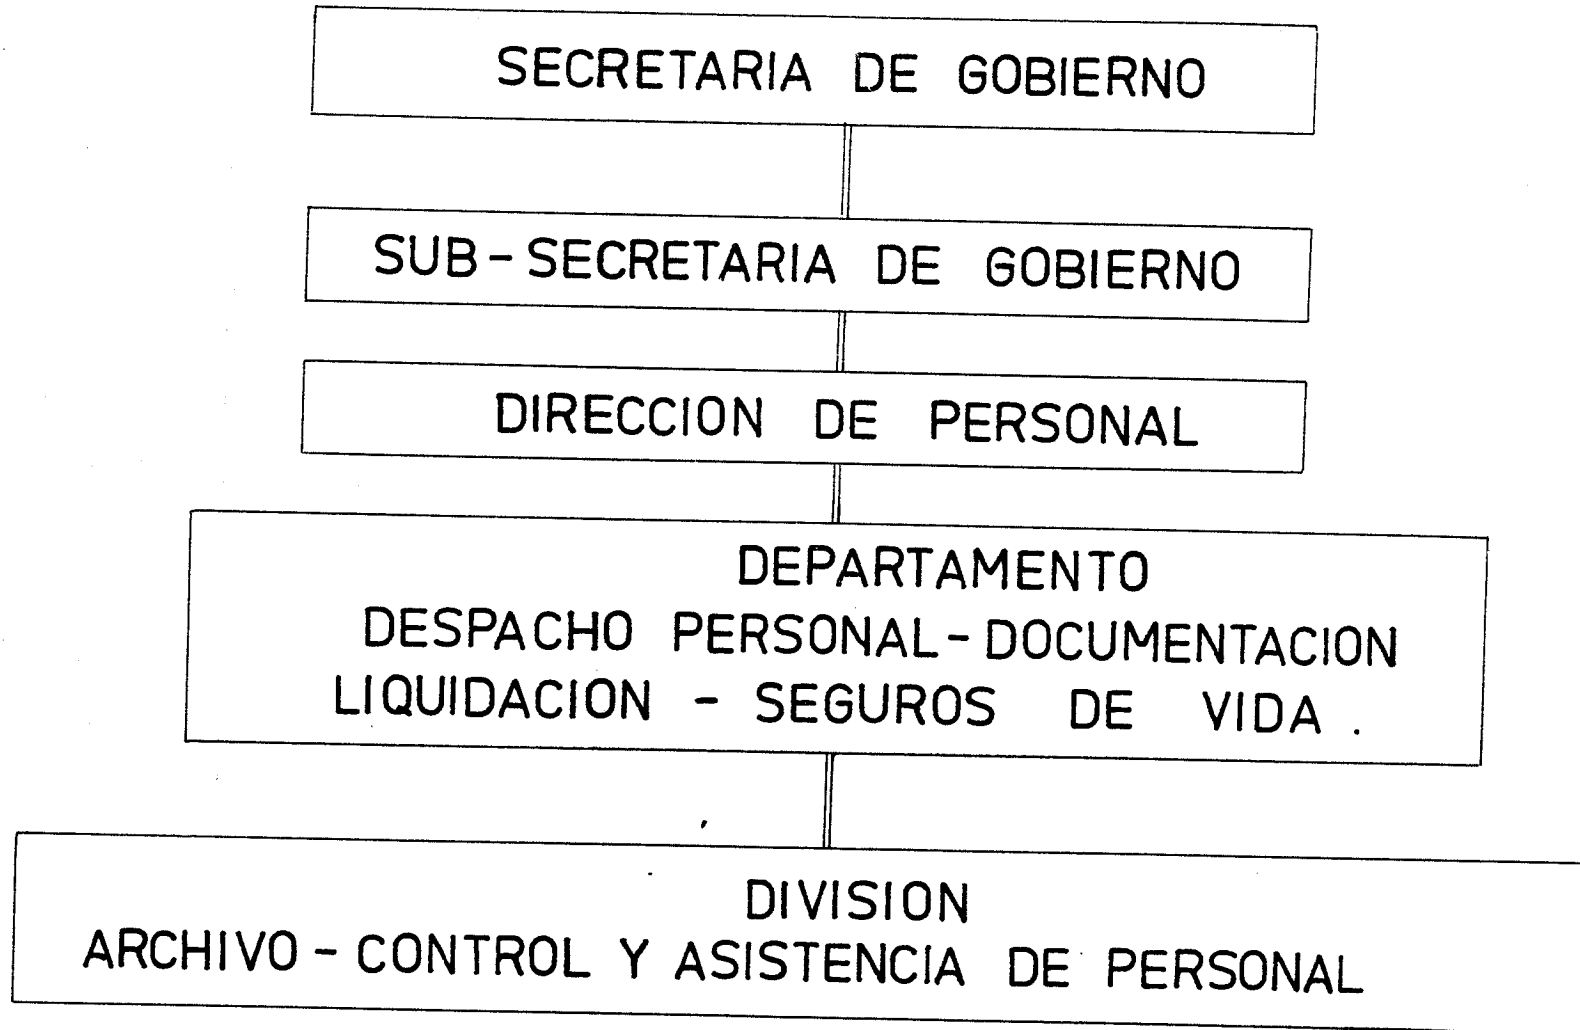 SECRETARIA DE GOBIERNO
SUB-SECRETARIA DE GOBIERNO
DIRECCION DE PERSONAL
DEPARTAMENTO
DESPACHO PERSONAL-DOCUMENTACION
LIQUIDACION - SEGUROS DE VIDA.
DIVISION
ARCHIVO - CONTROL Y ASISTENCIA DE PERSONAL